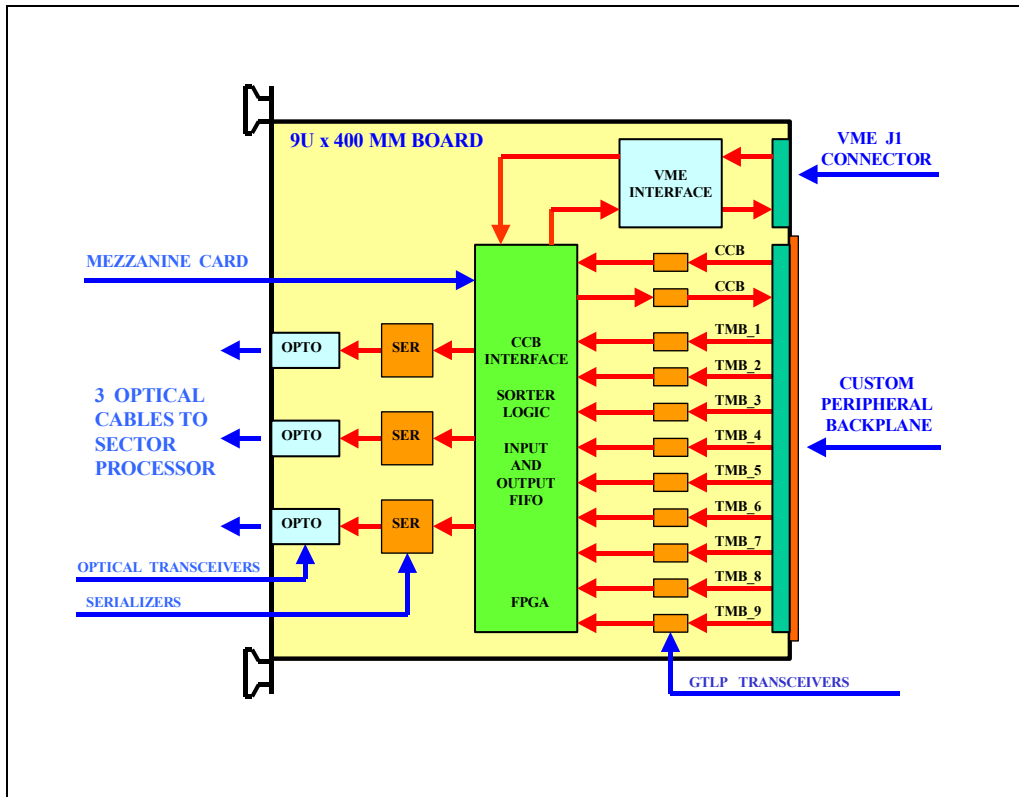 9U x 400 MM BOARD
VME J1
CONNECTOR
VME
INTERFACE
MEZZANINE CARD
CCB
CCB
TMB_1
TMB_2
TMB_3
TMB_4
TMB_5
TMB_6
TMB_7
TMB_8
TMB_9
CCB
INTERFACE
SORTER
LOGIC
INPUT
AND
OUTPUT
FIFO
FPGA
OPTO
SER
OPTO
SER
OPTO
SER
3 OPTICAL
CABLES TO
SECTOR
PROCESSOR
CUSTOM
PERIPHERAL
BACKPLANE
OPTICAL TRANSCEIVERS
SERIALIZERS
GTLP TRANSCEIVERS